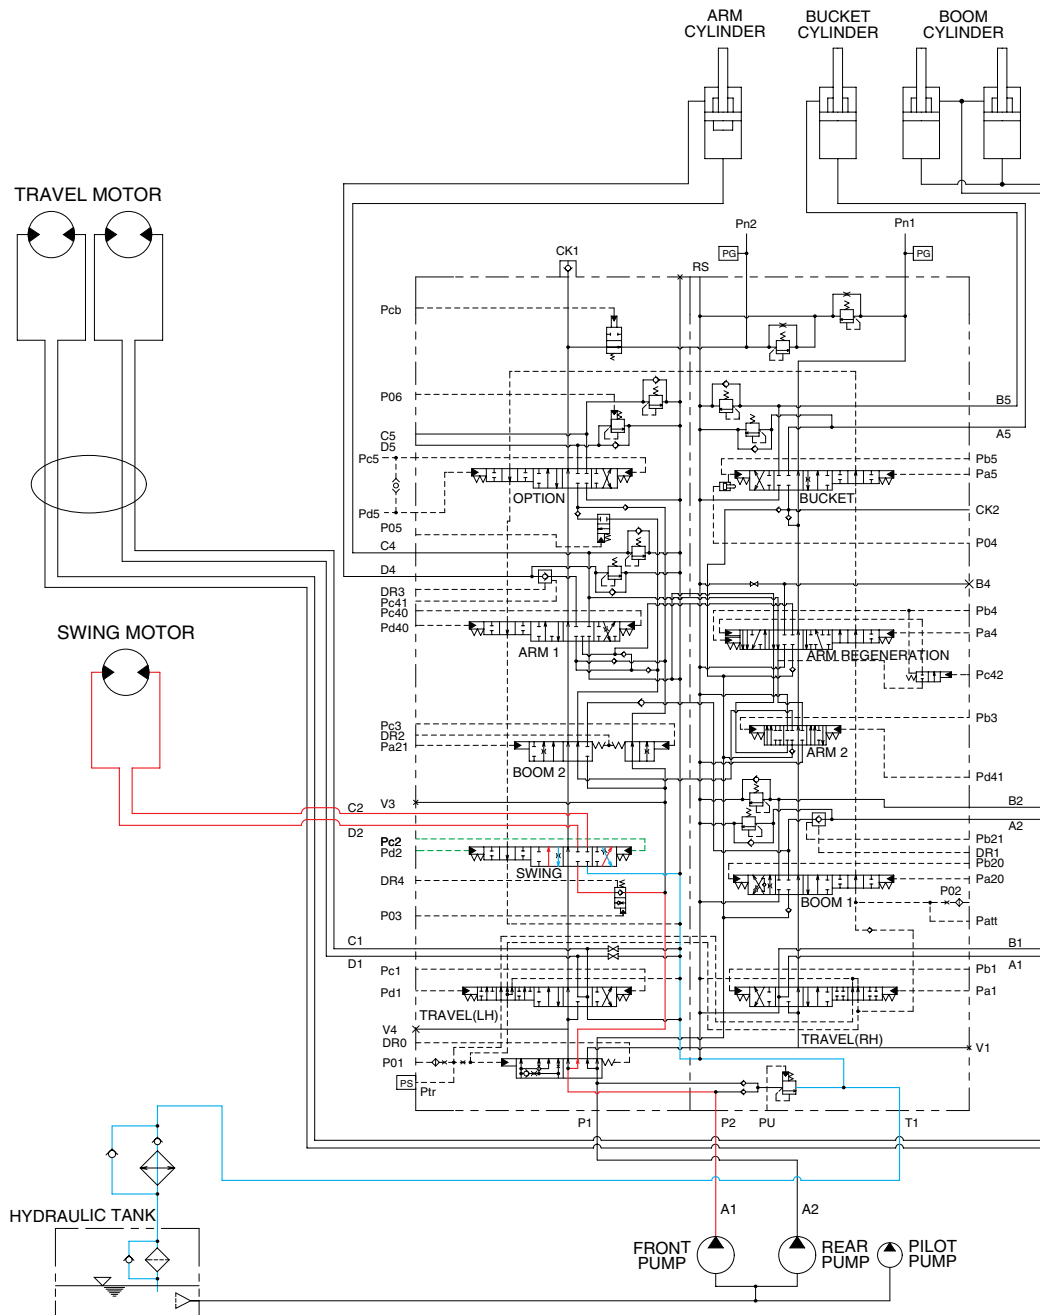 ARM
CYLINDER
BUCKET
CYLINDER
BOOM
CYLINDER
TRAVEL MOTOR
Pn2
Pn1
PG
PG
CK1
RS
Pcb
P06
C5
D5
Pc5
Pd5
P05
C4
D4
DR3
Pc41
Pc40
Pd40
OPTION
BUCKET
B5
A5
Pb5
Pa5
CK2
P04
B4
Pb4
Pa4
Pc42
ARM 1
ARM REGENERATION
SWING MOTOR
Pc3
DR2
Pa21
BOOM 2
ARM 2
Pb3
Pd41
C2
V3
D2
Pc2
Pd2
SWING
DR4
P03
B2
A2
Pb21
DR1
Pb20
Pa20
BOOM 1
P02
Patt
C1
D1
Pc1
Pd1
B1
A1
Pb1
Pa1
TRAVEL(LH)
TRAVEL(RH)
V4
DR0
P01
PS
Ptr
V1
P1
P2
PU
T1
A1
A2
HYDRAULIC TANK
FRONT
PUMP
REAR
PUMP
PILOT
PUMP